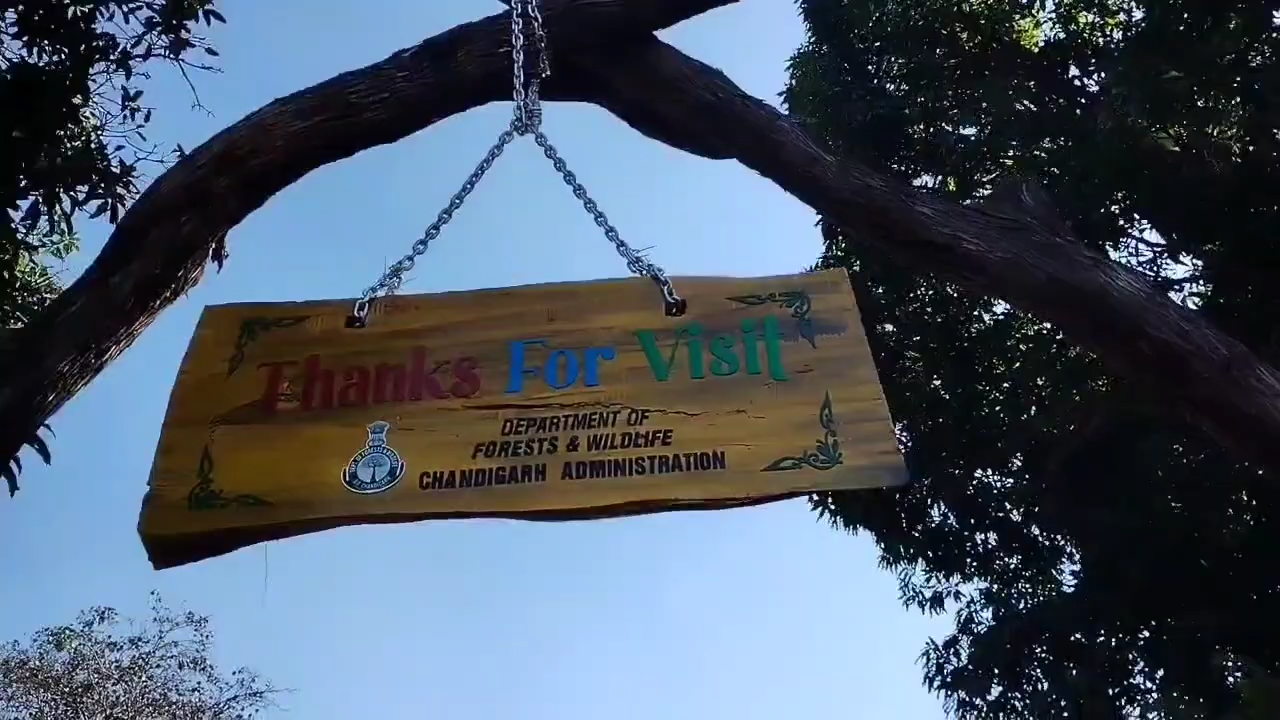 Thanks For Visit
DEPARTMENT OF
FORESTS & WILDLIFE
CHANDIGARH ADMINISTRATION